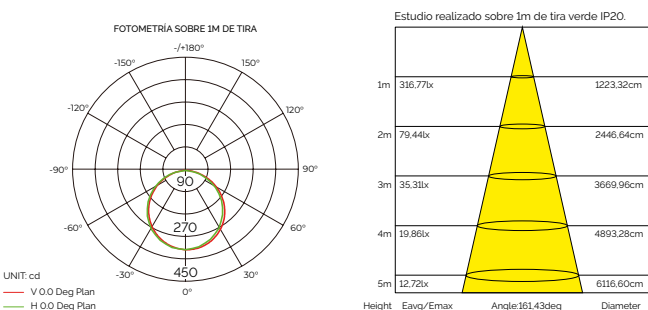 FOTOMETRÍA SOBRE 1M DE TIRA
-/+180°
-150° 150°
-120° 120°
-90° 90°
90
-60° 60°
270
-30° 30°
450
0°
UNIT: cd
V 0.0 Deg Plan
H 0.0 Deg Plan
Estudio realizado sobre 1m de tira verde IP20.
1m 316,77lx 1223,32cm
2m 79,44lx 2446,64cm
3m 35,31lx 3669,96cm
4m 19,86lx 4893,28cm
5m 12,72lx 6116,60cm
Height Eavg/Emax Angle:161,43deg Diameter